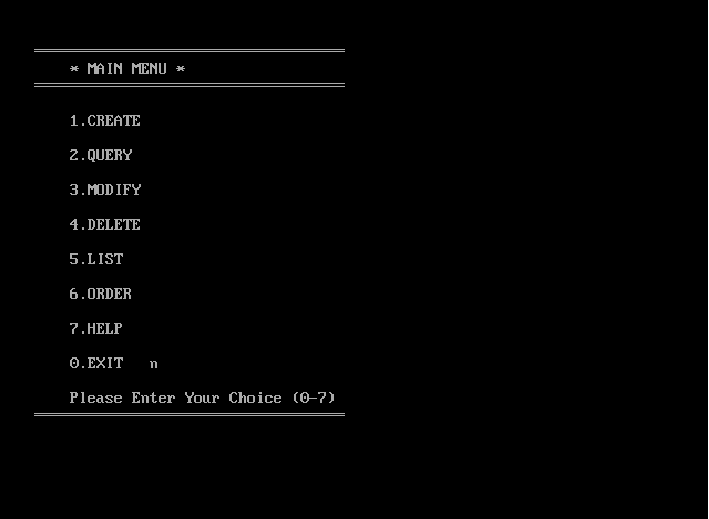 * MAIN MENU *
1.CREATE
2.QUERY
3.MODIFY
4.DELETE
5.LIST
6.ORDER
7.HELP
0.EXIT   n
Please Enter Your Choice (0-7)